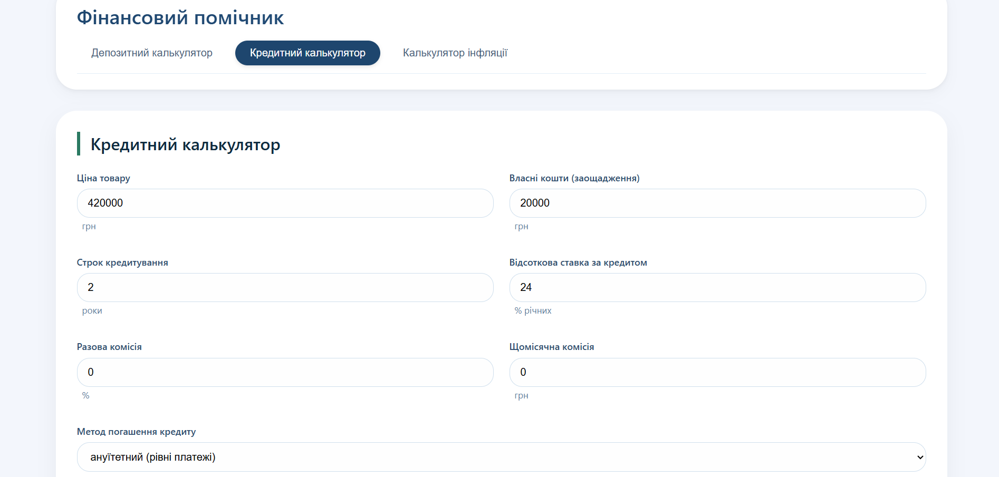 Фінансовий помічник
Депозитний калькулятор Кредитний калькулятор Калькулятор інфляції
Кредитний калькулятор
Ціна товару Власні кошти (заощадження)
420000 20000
грн грн
Строк кредитування Відсоткова ставка за кредитом
2 24
роки % річних
Разова комісія Щомісячна комісія
0 0
% грн
Метод погашення кредиту
ануїтетний (рівні платежі)